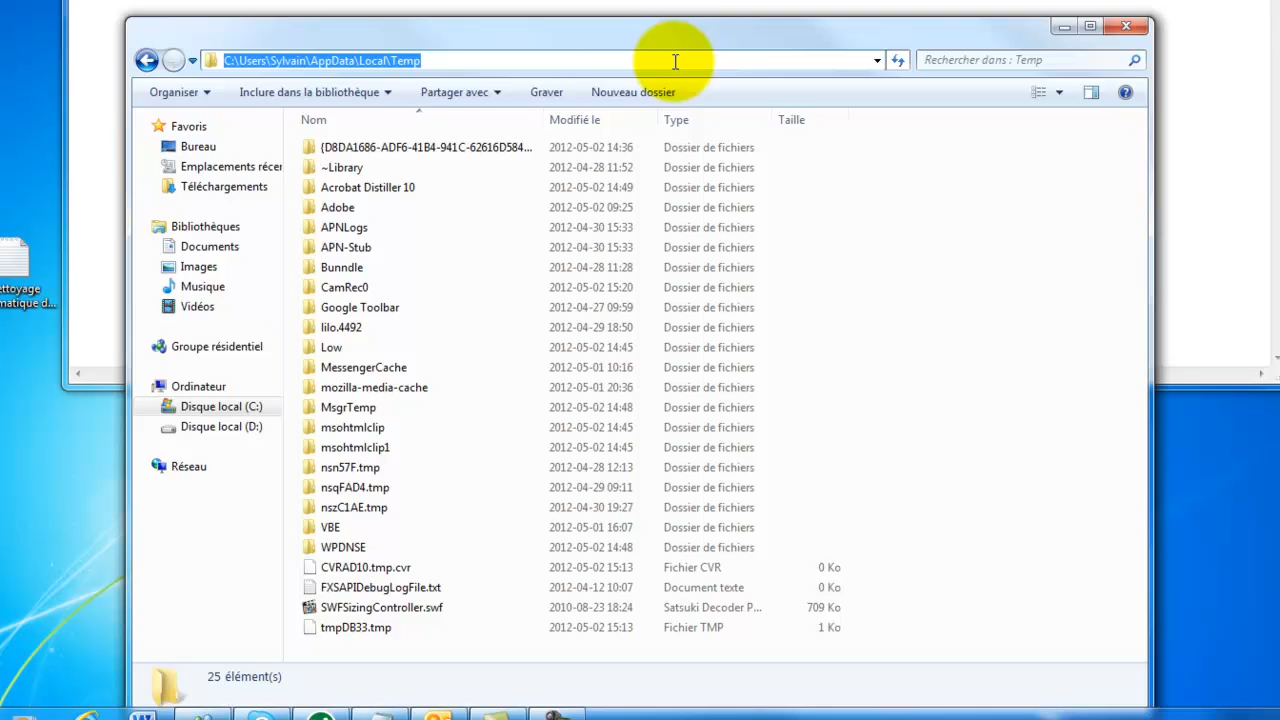 C:\Users\Sylvain\AppData\Local\Temp
Rechercher dans : Temp
Organiser
Inclure dans la bibliothèque
Partager avec
Graver
Nouveau dossier
Nom Modifié le Type Taille
Favoris
Bureau
Emplacements récen
Téléchargements
Bibliothèques
Documents
Images
Musique
Vidéos
Groupe résidentiel
Ordinateur
Disque local (C:)
Disque local (D:)
Réseau
{D8DA1686-ADF6-41B4-941C-62616D584... 2012-05-02 14:36 Dossier de fichiers
~Library 2012-04-28 11:52 Dossier de fichiers
Acrobat Distiller 10 2012-05-02 14:49 Dossier de fichiers
Adobe 2012-05-02 09:25 Dossier de fichiers
APNLogs 2012-04-30 15:33 Dossier de fichiers
APN-Stub 2012-04-30 15:33 Dossier de fichiers
Bunndle 2012-04-28 11:28 Dossier de fichiers
CamRec0 2012-05-02 15:20 Dossier de fichiers
Google Toolbar 2012-04-27 09:59 Dossier de fichiers
lilo.4492 2012-04-29 18:50 Dossier de fichiers
Low 2012-05-02 14:45 Dossier de fichiers
MessengerCache 2012-05-01 10:16 Dossier de fichiers
mozilla-media-cache 2012-05-01 20:36 Dossier de fichiers
MsgrTemp 2012-05-02 14:48 Dossier de fichiers
msohtmlclip 2012-05-02 14:45 Dossier de fichiers
msohtmlclip1 2012-05-02 14:45 Dossier de fichiers
nsn57F.tmp 2012-04-28 12:13 Dossier de fichiers
nsqFAD4.tmp 2012-04-29 09:11 Dossier de fichiers
nszC1AE.tmp 2012-04-30 19:27 Dossier de fichiers
VBE 2012-05-01 16:07 Dossier de fichiers
WPDNSE 2012-05-02 14:48 Dossier de fichiers
CVRAD10.tmp.cvr 2012-05-02 15:13 Fichier CVR 0 Ko
FXSAPIDebugLogFile.txt 2012-04-12 10:07 Document texte 0 Ko
SWFSizingController.swf 2010-08-23 18:24 Satsuki Decoder P... 709 Ko
tmpDB33.tmp 2012-05-02 15:13 Fichier TMP 1 Ko
25 élément(s)
ettoyage
matique d...